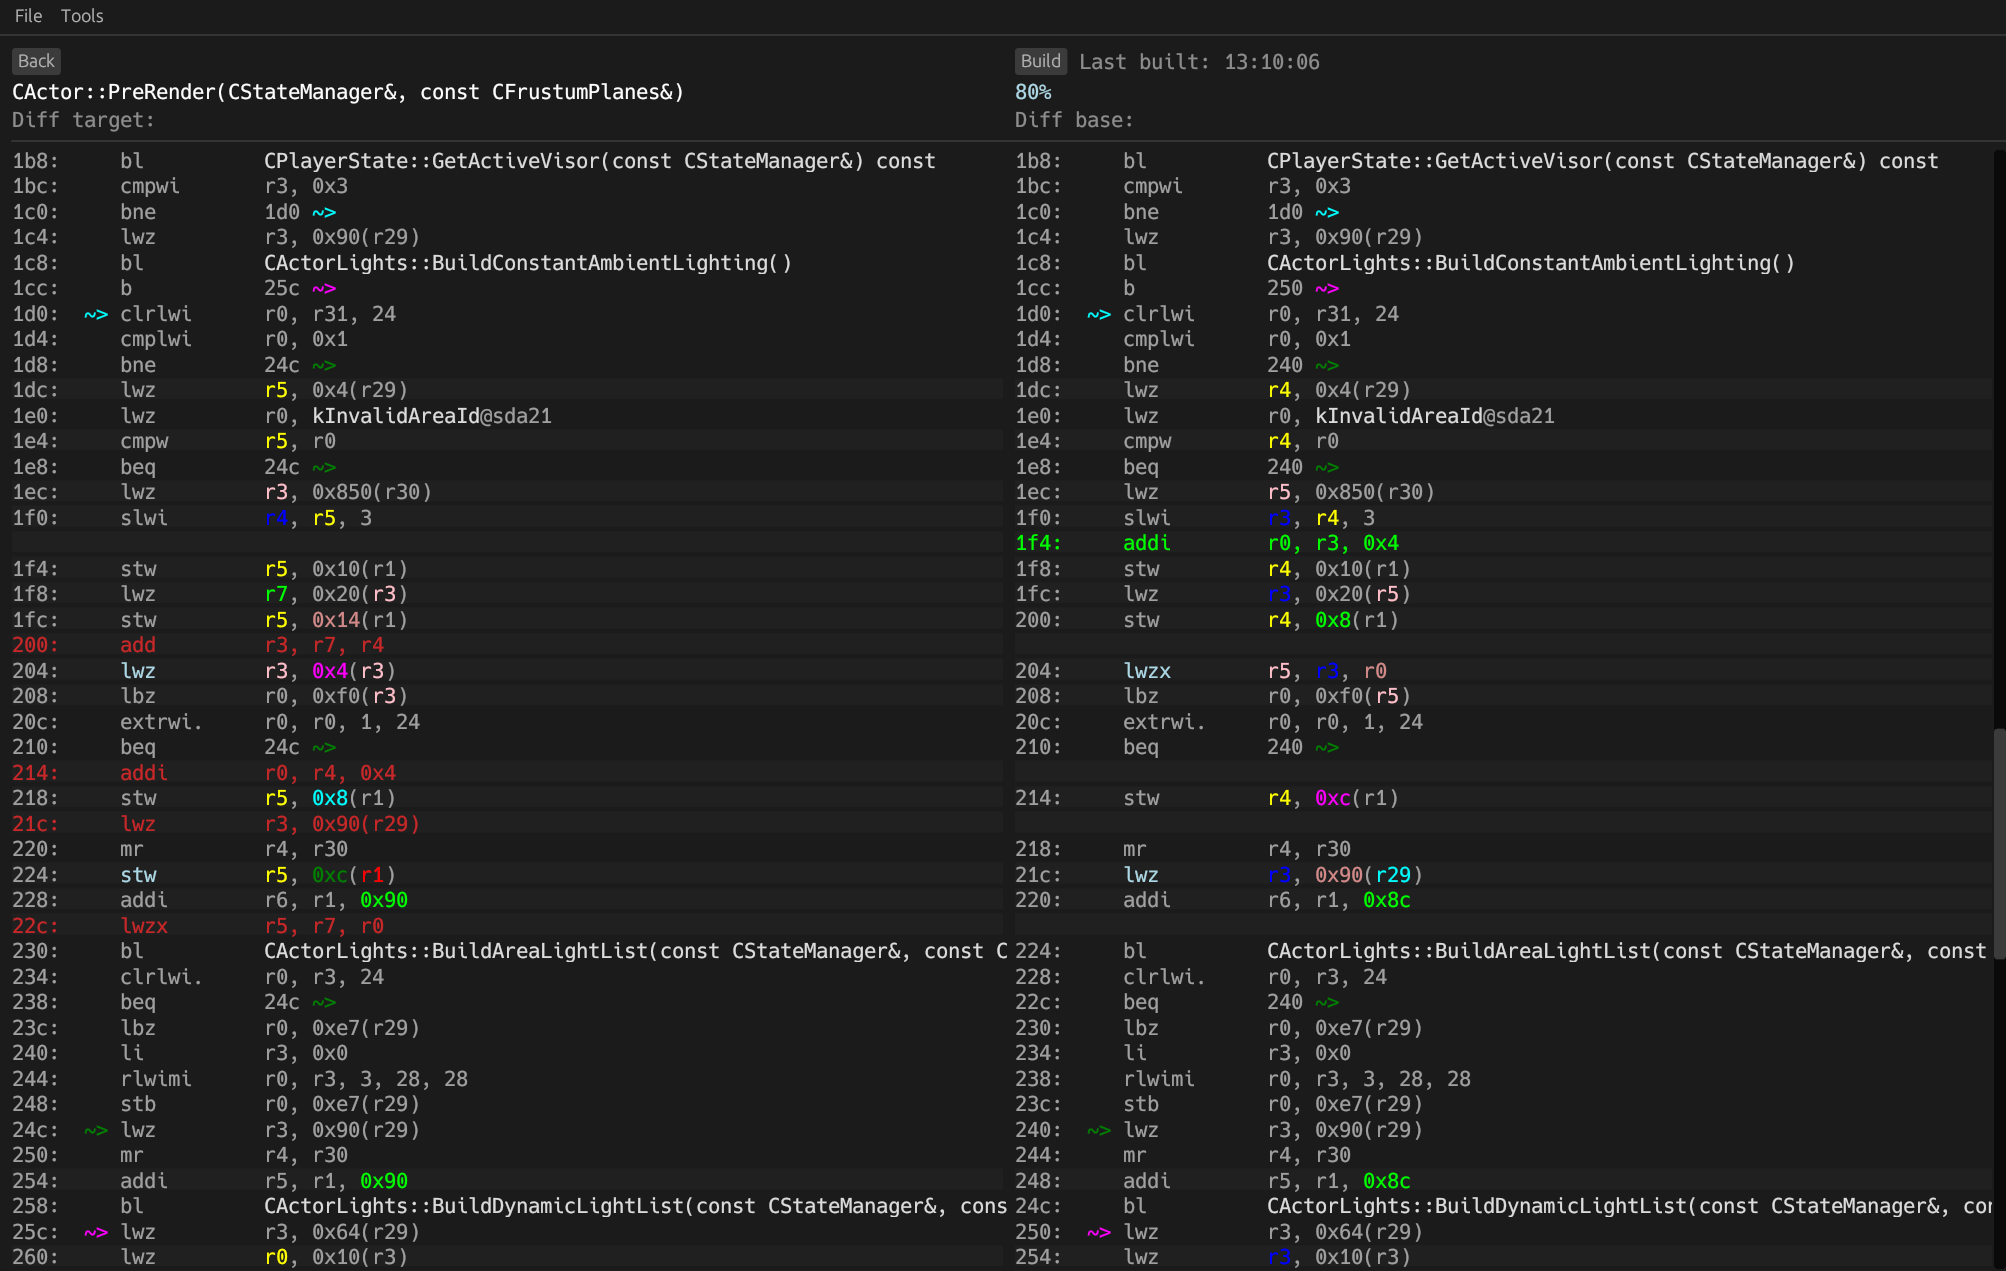 File Tools
Back
Build Last built: 13:10:06
CActor::PreRender(CStateManager&, const CFrustumPlanes&)
80%
Diff target:
Diff base:
1b8: bl CPlayerState::GetActiveVisor(const CStateManager&) const
1bc: cmpwi r3, 0x3
1c0: bne 1d0 ~>
1c4: lwz r3, 0x90(r29)
1c8: bl CActorLights::BuildConstantAmbientLighting()
1cc: b 25c ~>
1d0: ~> clrlwi r0, r31, 24
1d4: cmplwi r0, 0x1
1d8: bne 24c ~>
1dc: lwz r5, 0x4(r29)
1e0: lwz r0, kInvalidAreaId@sda21
1e4: cmpw r5, r0
1e8: beq 24c ~>
1ec: lwz r3, 0x850(r30)
1f0: slwi r4, r5, 3
1f4: stw r5, 0x10(r1)
1f8: lwz r7, 0x20(r3)
1fc: stw r5, 0x14(r1)
200: add r3, r7, r4
204: lwz r3, 0x4(r3)
208: lbz r0, 0xf0(r3)
20c: extrwi. r0, r0, 1, 24
210: beq 24c ~>
214: addi r0, r4, 0x4
218: stw r5, 0x8(r1)
21c: lwz r3, 0x90(r29)
220: mr r4, r30
224: stw r5, 0xc(r1)
228: addi r6, r1, 0x90
22c: lwzx r5, r7, r0
230: bl CActorLights::BuildAreaLightList(const CStateManager&, const C
234: clrlwi. r0, r3, 24
238: beq 24c ~>
23c: lbz r0, 0xe7(r29)
240: li r3, 0x0
244: rlwimi r0, r3, 3, 28, 28
248: stb r0, 0xe7(r29)
24c: ~> lwz r3, 0x90(r29)
250: mr r4, r30
254: addi r5, r1, 0x90
258: bl CActorLights::BuildDynamicLightList(const CStateManager&, cons
25c: ~> lwz r3, 0x64(r29)
260: lwz r0, 0x10(r3)
1b8: bl CPlayerState::GetActiveVisor(const CStateManager&) const
1bc: cmpwi r3, 0x3
1c0: bne 1d0 ~>
1c4: lwz r3, 0x90(r29)
1c8: bl CActorLights::BuildConstantAmbientLighting()
1cc: b 250 ~>
1d0: ~> clrlwi r0, r31, 24
1d4: cmplwi r0, 0x1
1d8: bne 240 ~>
1dc: lwz r4, 0x4(r29)
1e0: lwz r0, kInvalidAreaId@sda21
1e4: cmpw r4, r0
1e8: beq 240 ~>
1ec: lwz r5, 0x850(r30)
1f0: slwi r3, r4, 3
1f4: addi r0, r3, 0x4
1f8: stw r4, 0x10(r1)
1fc: lwz r3, 0x20(r5)
200: stw r4, 0x8(r1)
204: lwzx r5, r3, r0
208: lbz r0, 0xf0(r5)
20c: extrwi. r0, r0, 1, 24
210: beq 240 ~>
214: stw r4, 0xc(r1)
218: mr r4, r30
21c: lwz r3, 0x90(r29)
220: addi r6, r1, 0x8c
224: bl CActorLights::BuildAreaLightList(const CStateManager&, const
228: clrlwi. r0, r3, 24
22c: beq 240 ~>
230: lbz r0, 0xe7(r29)
234: li r3, 0x0
238: rlwimi r0, r3, 3, 28, 28
23c: stb r0, 0xe7(r29)
240: ~> lwz r3, 0x90(r29)
244: mr r4, r30
248: addi r5, r1, 0x8c
24c: bl CActorLights::BuildDynamicLightList(const CStateManager&, con
250: ~> lwz r3, 0x64(r29)
254: lwz r3, 0x10(r3)